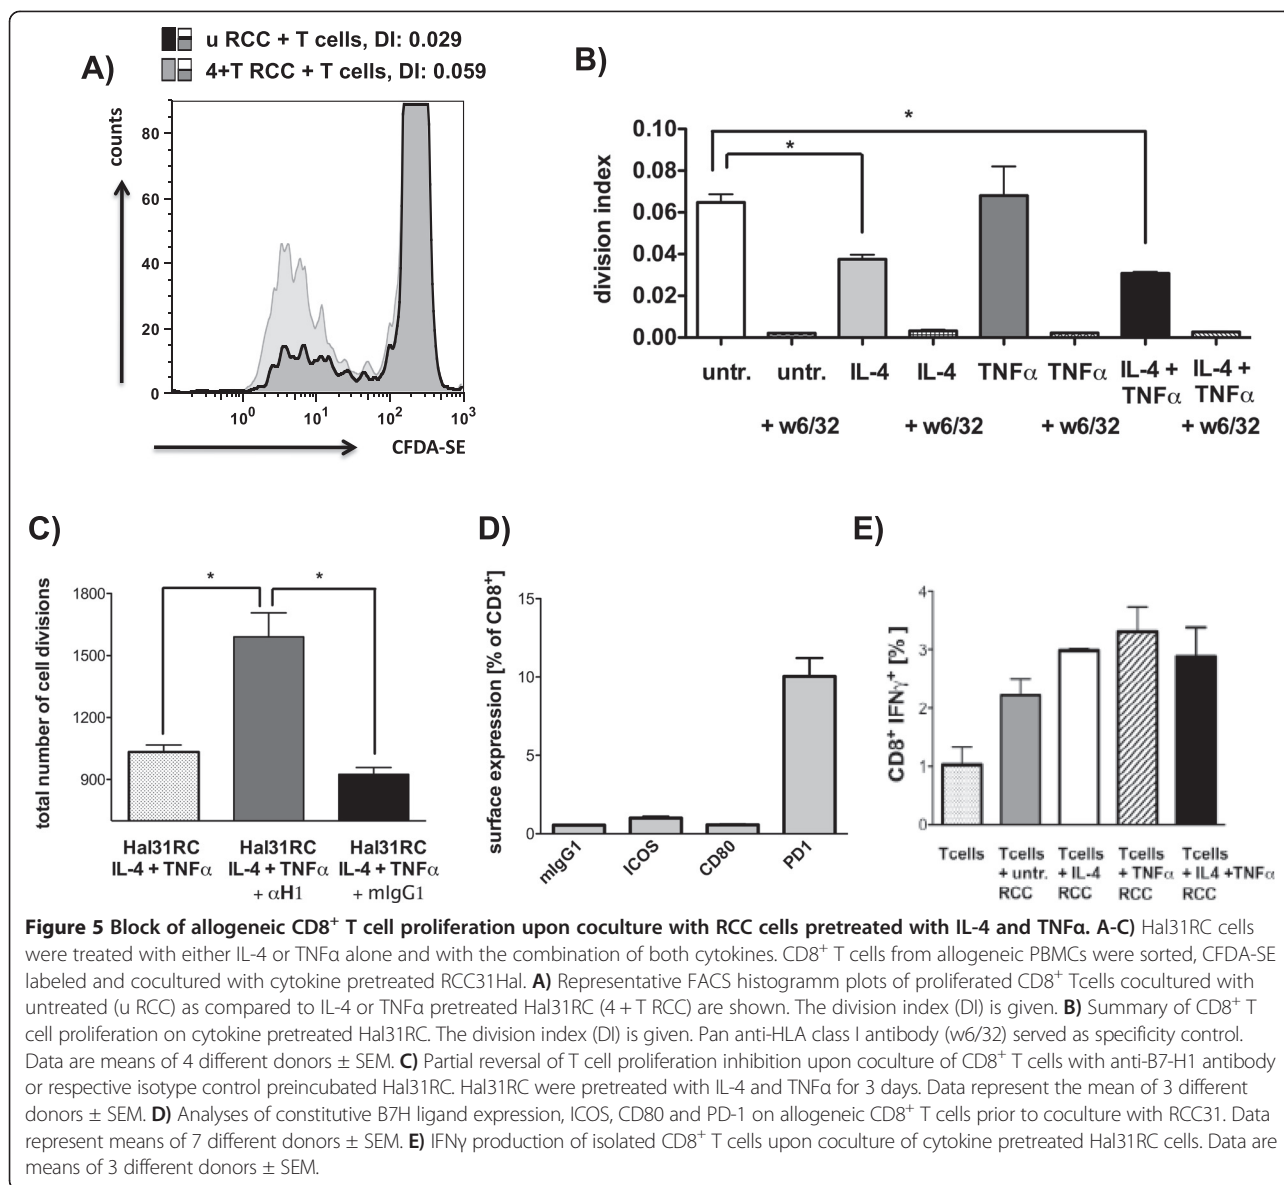 A)
u RCC + T cells, DI: 0.029
4+T RCC + T cells, DI: 0.059
counts
80
60
40
20
0
10⁰ 10¹ 10² 10³
CFDA-SE
B)
division index
0.10
0.08
0.06
0.04
0.02
0.00
*
*
untr. untr. IL-4 IL-4 TNFα TNFα IL-4 + TNFα IL-4 + TNFα
+ w6/32 + w6/32 + w6/32 + w6/32
C)
total number of cell divisions
1800
1500
1200
900
* *
Hal31RC Hal31RC Hal31RC
IL-4 + TNFα IL-4 + TNFα IL-4 + TNFα
+ αH1 + mIgG1
D)
surface expression [% of CD8⁺]
15
10
5
0
mIgG1 ICOS CD80 PD1
E)
CD8⁺ IFNγ⁺ [% ]
4
3
2
1
0
Tcells Tcells Tcells Tcells Tcells
+ untr. + IL-4 + TNFα + IL4 +TNFα
RCC RCC RCC RCC
Figure 5 Block of allogeneic CD8⁺ T cell proliferation upon coculture with RCC cells pretreated with IL-4 and TNFα. A-C) Hal31RC cells
were treated with either IL-4 or TNFα alone and with the combination of both cytokines. CD8⁺ T cells from allogeneic PBMCs were sorted, CFDA-SE
labeled and cocultured with cytokine pretreated RCC31Hal. A) Representative FACS histogramm plots of proliferated CD8⁺ Tcells cocultured with
untreated (u RCC) as compared to IL-4 or TNFα pretreated Hal31RC (4 + T RCC) are shown. The division index (DI) is given. B) Summary of CD8⁺ T
cell proliferation on cytokine pretreated Hal31RC. The division index (DI) is given. Pan anti-HLA class I antibody (w6/32) served as specificity control.
Data are means of 4 different donors ± SEM. C) Partial reversal of T cell proliferation inhibition upon coculture of CD8⁺ T cells with anti-B7-H1 antibody
or respective isotype control preincubated Hal31RC. Hal31RC were pretreated with IL-4 and TNFα for 3 days. Data represent the mean of 3 different
donors ± SEM. D) Analyses of constitutive B7H ligand expression, ICOS, CD80 and PD-1 on allogeneic CD8⁺ T cells prior to coculture with RCC31. Data
represent means of 7 different donors ± SEM. E) IFNγ production of isolated CD8⁺ T cells upon coculture of cytokine pretreated Hal31RC cells. Data are
means of 3 different donors ± SEM.